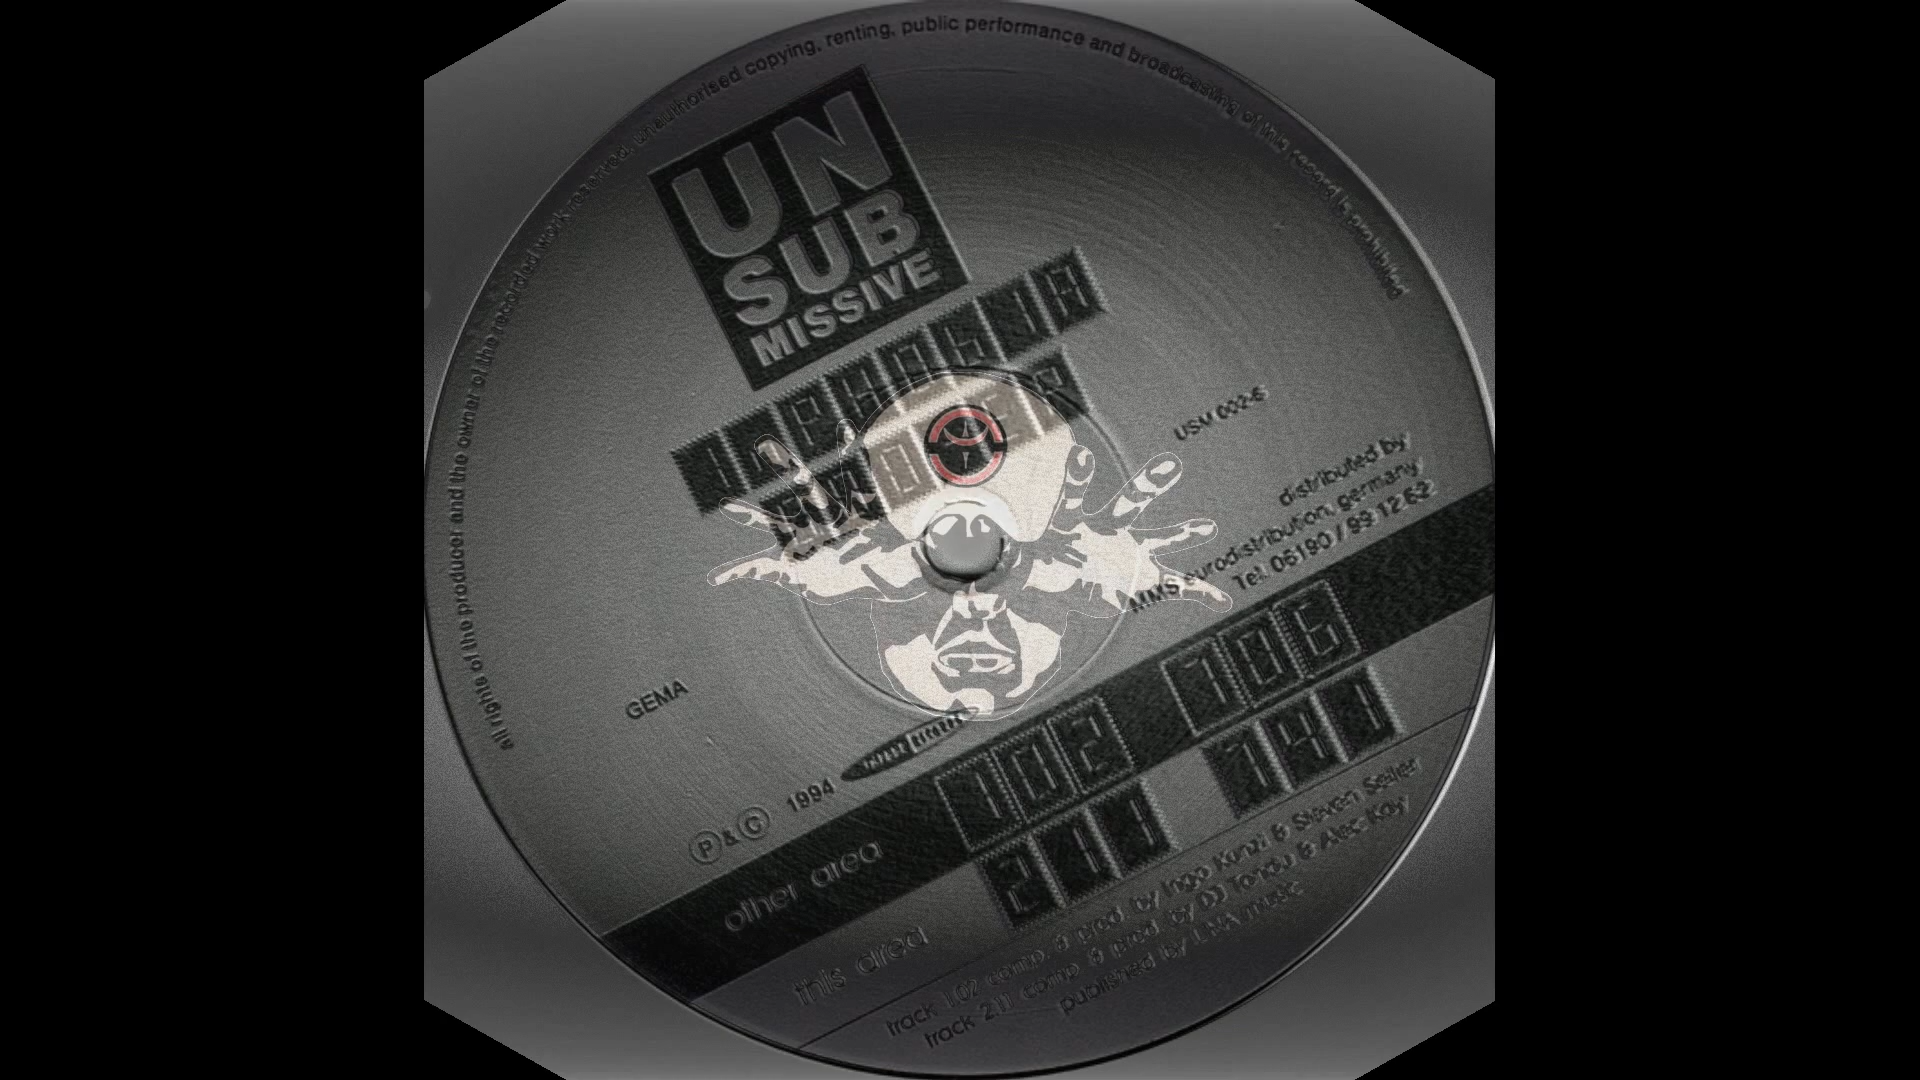 all rights of the producer and the owner of the recorded work reserved. unauthorised copying, renting, public performance and broadcasting of this record is prohibited
UN
SUB
MISSIVE
USM 002-6
distributed by
MMS eurodistribution, germany
Tel. 06190 / 99 12 62
GEMA
P & C 1994
RECORDS
other area 102 106
this area 211 141
track 1.02 comp. & prod by Ingo Kunzi & Steven Seiler
track 2.11 comp & prod by DJ Tondu & Alec Kay
published by music